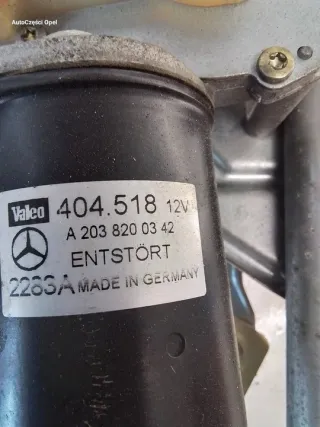 AutoCzęści Opel
Valeo 404.518 12V
A 203 820 03 42
ENTSTÖRT
2283A MADE IN GERMANY